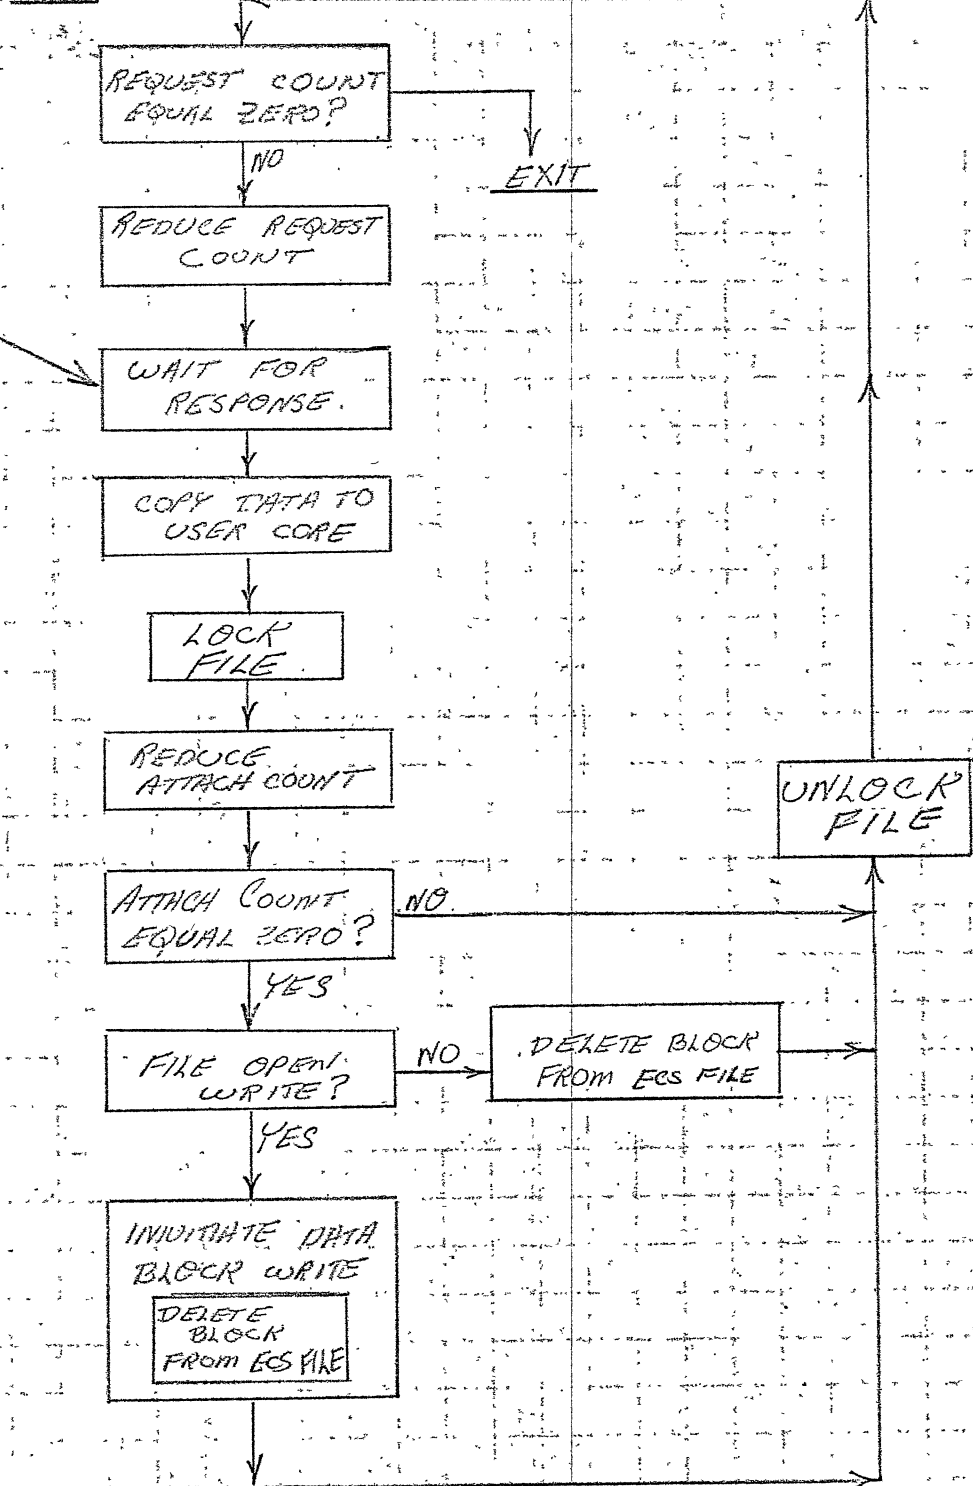 REQUEST COUNT
EQUAL ZERO?
NO
EXIT
REDUCE REQUEST
COUNT
WAIT FOR
RESPONSE.
COPY DATA TO
USER CORE
LOCK
FILE
REDUCE
ATTACH COUNT
UNLOCK
FILE
ATTACH COUNT
EQUAL ZERO?
NO.
YES
FILE OPEN
WRITE?
NO
DELETE BLOCK
FROM ECS FILE
YES
INIUITIATE DATA
BLOCK WRITE
DELETE
BLOCK
FROM ECS FILE